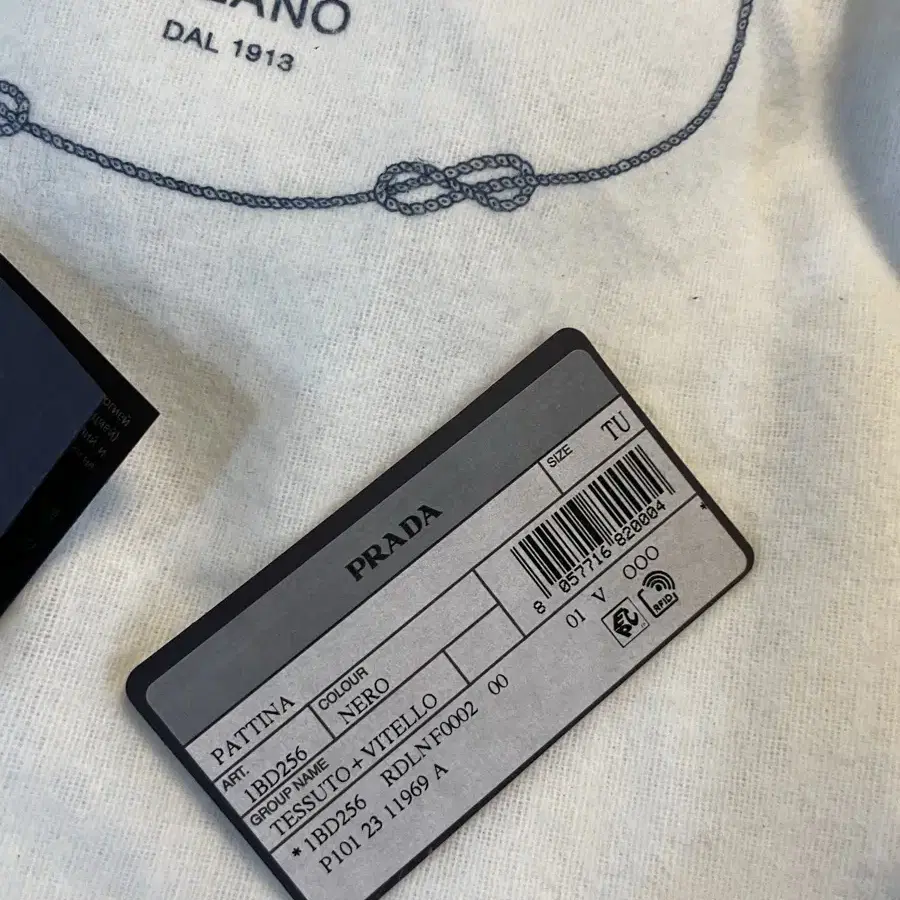 LANO
DAL 1913
PRADA
PATTINA
SIZE
TU
ART.
1BD256
COLOUR
NERO
8 057716 820004
GROUP NAME
TESSUTO + VITELLO
01 V 000
* 1BD256 RDLN F0002 00
*
P101 23 11969 A
EPC
RFID